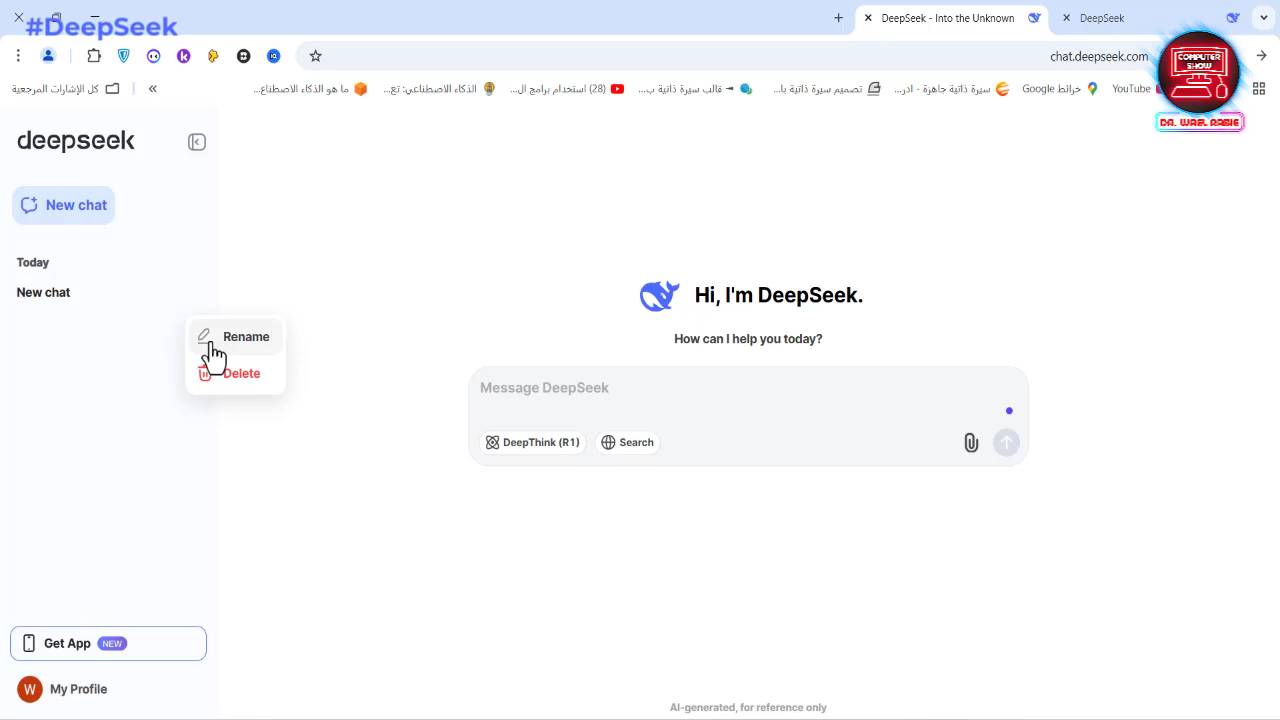 #DeepSeek
DeepSeek - Into the Unknown
DeepSeek
chat.deepseek.com
COMPUTER
SHOW
DR. WAEL RABIE
كل الإشارات المرجعية
ما هو الذكاء الاصطناع...
الذكاء الاصطناعي: تع...
(28) استخدام برامج ال...
قالب سيرة ذاتية ب...
تصميم سيرة ذاتية با...
سيرة ذاتية جاهزة - ادر...
خرائط Google
YouTube
deepseek
New chat
Today
New chat
Rename
Delete
Hi, I'm DeepSeek.
How can I help you today?
Message DeepSeek
DeepThink (R1)
Search
Get App NEW
W My Profile
AI-generated, for reference only